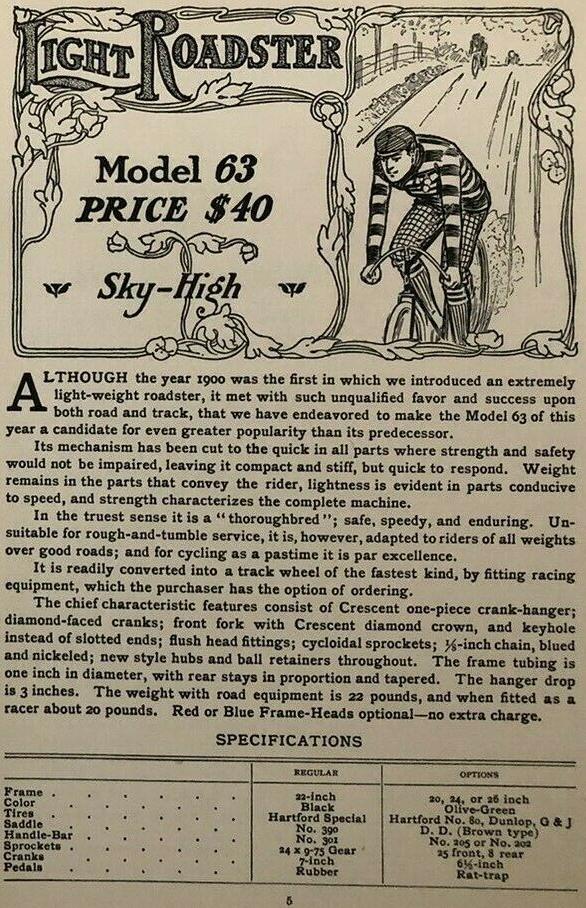 LIGHT ROADSTER
Model 63
PRICE $40
Sky-High
ALTHOUGH the year 1900 was the first in which we introduced an extremely
light-weight roadster, it met with such unqualified favor and success upon
both road and track, that we have endeavored to make the Model 63 of this
year a candidate for even greater popularity than its predecessor.
Its mechanism has been cut to the quick in all parts where strength and safety
would not be impaired, leaving it compact and stiff, but quick to respond. Weight
remains in the parts that convey the rider, lightness is evident in parts conducive
to speed, and strength characterizes the complete machine.
In the truest sense it is a "thoroughbred"; safe, speedy, and enduring. Un-
suitable for rough-and-tumble service, it is, however, adapted to riders of all weights
over good roads; and for cycling as a pastime it is par excellence.
It is readily converted into a track wheel of the fastest kind, by fitting racing
equipment, which the purchaser has the option of ordering.
The chief characteristic features consist of Crescent one-piece crank-hanger;
diamond-faced cranks; front fork with Crescent diamond crown, and keyhole
instead of slotted ends; flush head fittings; cycloidal sprockets; ½-inch chain, blued
and nickeled; new style hubs and ball retainers throughout. The frame tubing is
one inch in diameter, with rear stays in proportion and tapered. The hanger drop
is 3 inches. The weight with road equipment is 22 pounds, and when fitted as a
racer about 20 pounds. Red or Blue Frame-Heads optional—no extra charge.
SPECIFICATIONS
REGULAR OPTIONS
Frame . . . . . . 22-inch 20, 24, or 26 inch
Color . . . . . . Black Olive-Green
Tires . . . . . . Hartford Special Hartford No. 80, Dunlop, G & J
Saddle . . . . . . No. 390 D. D. (Brown type)
Handle-Bar . . . . . . No. 301 No. 205 or No. 202
Sprockets . . . . . . 24 x 9-75 Gear 25 front, 8 rear
Cranks . . . . . . 7-inch 6½-inch
Pedals . . . . . . Rubber Rat-trap
5